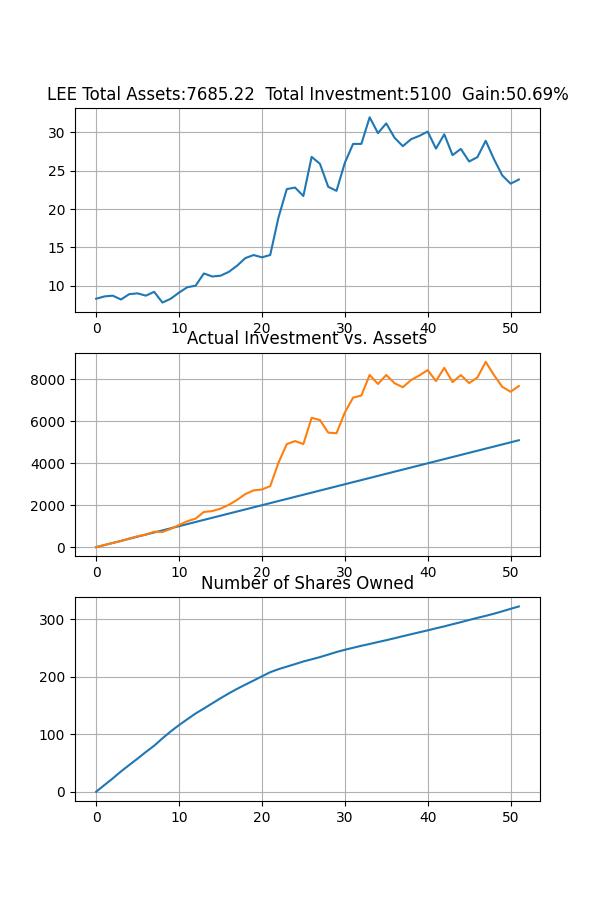 LEE Total Assets:7685.22  Total Investment:5100  Gain:50.69%
30
25
20
15
10
0 10 20 30 40 50
Actual Investment vs. Assets
8000
6000
4000
2000
0
0 10 20 30 40 50
Number of Shares Owned
300
200
100
0
0 10 20 30 40 50